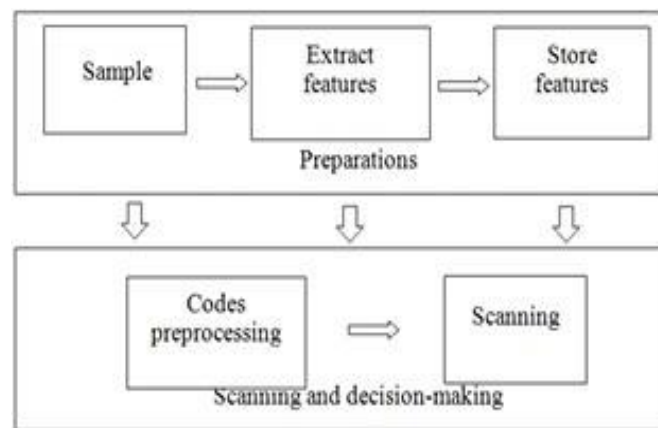 Sample
Extract
features
Store
features
Preparations
Codes
preprocessing
Scanning
Scanning and decision-making